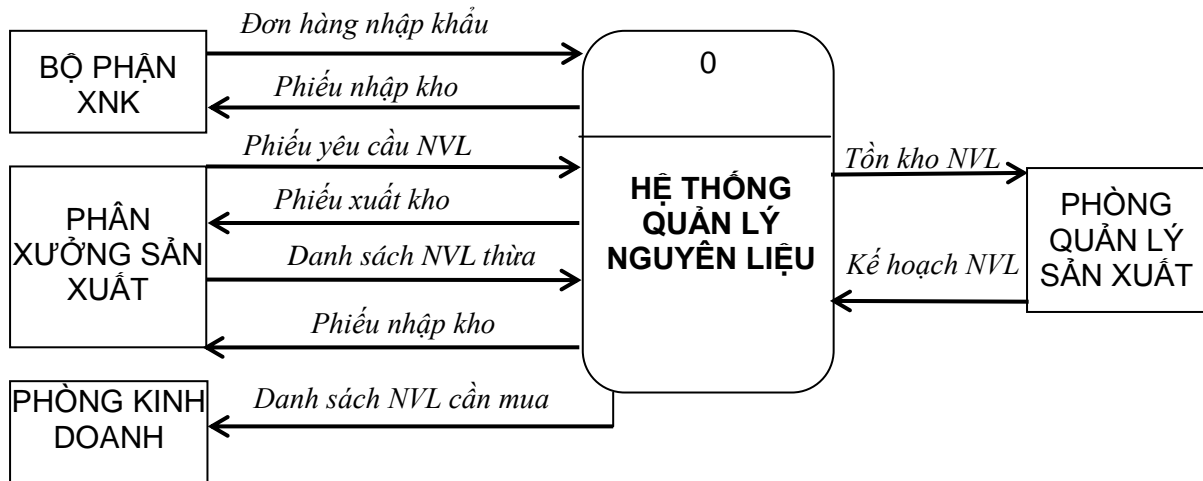 Đơn hàng nhập khẩu
BỘ PHẬN
XNK
Phiếu nhập kho
0
Phiếu yêu cầu NVL
PHÂN
XƯỞNG SẢN
XUẤT
Phiếu xuất kho
Danh sách NVL thừa
Phiếu nhập kho
HỆ THỐNG
QUẢN LÝ
NGUYÊN LIỆU
Tồn kho NVL
Kế hoạch NVL
PHÒNG
QUẢN LÝ
SẢN XUẤT
PHÒNG KINH
DOANH
Danh sách NVL cần mua